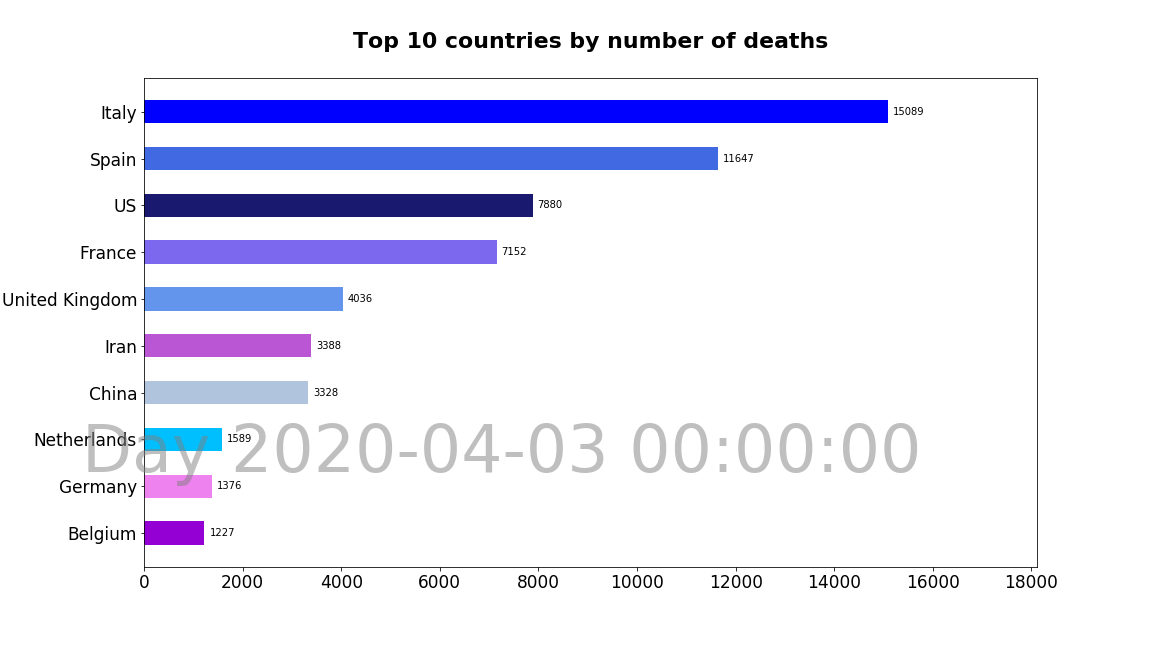 Top 10 countries by number of deaths
Italy 15089
Spain 11647
US 7880
France 7152
United Kingdom 4036
Iran 3388
China 3328
Netherlands 1589
Day 2020-04-03 00:00:00
Germany 1376
Belgium 1227
0 2000 4000 6000 8000 10000 12000 14000 16000 18000